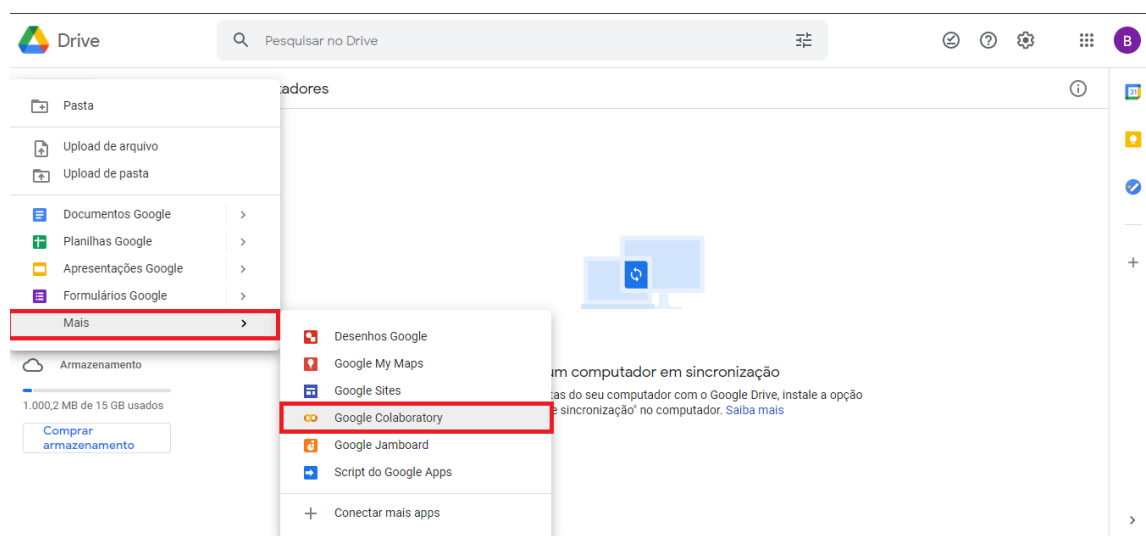 Drive
Pesquisar no Drive
B
tadores
31
Pasta
Upload de arquivo
Upload de pasta
Documentos Google
Planilhas Google
Apresentações Google
Formulários Google
Mais
Armazenamento
1.000,2 MB de 15 GB usados
Comprar
armazenamento
Desenhos Google
Google My Maps
Google Sites
Google Colaboratory
Google Jamboard
Script do Google Apps
Conectar mais apps
um computador em sincronização
tas do seu computador com o Google Drive, instale a opção
e sincronização" no computador. Saiba mais